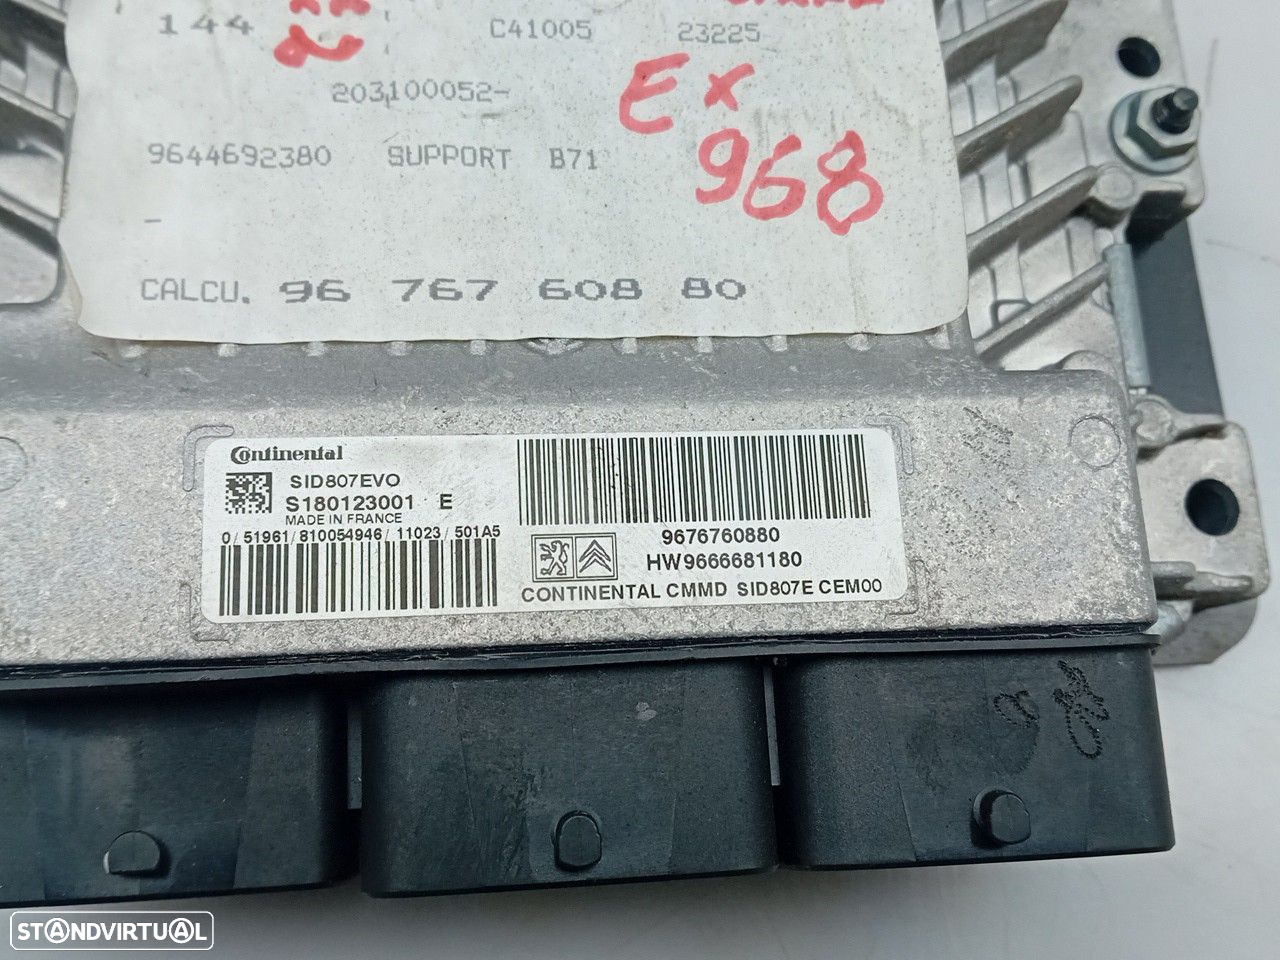 144 C41005 23225
203100052-
Ex
968
9644692380 SUPPORT B71
-
CALCU. 96 767 608 80
Continental
SID807EVO
S180123001 E
MADE IN FRANCE
0/51961/810054946/11023/501A5
9676760880
HW9666681180
CONTINENTAL CMMD SID807E CEM00
STANDVIRTUAL